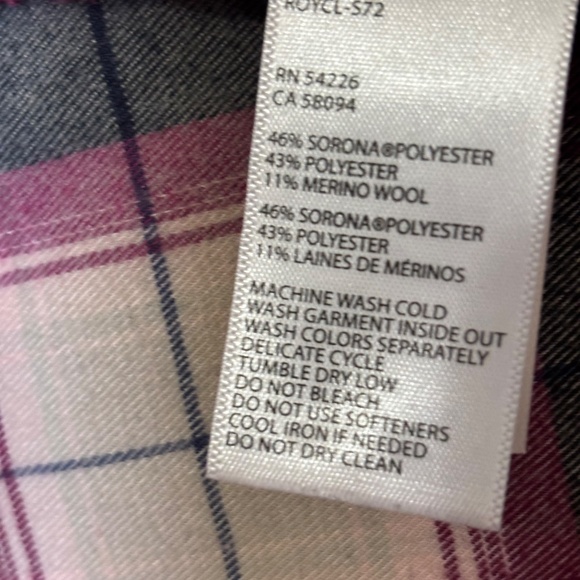 ROYCL-S72
RN 54226
CA 58094
46% SORONA®POLYESTER
43% POLYESTER
11% MERINO WOOL
46% SORONA®POLYESTER
43% POLYESTER
11% LAINES DE MÉRINOS
MACHINE WASH COLD
WASH GARMENT INSIDE OUT
WASH COLORS SEPARATELY
DELICATE CYCLE
TUMBLE DRY LOW
DO NOT BLEACH
DO NOT USE SOFTENERS
COOL IRON IF NEEDED
DO NOT DRY CLEAN